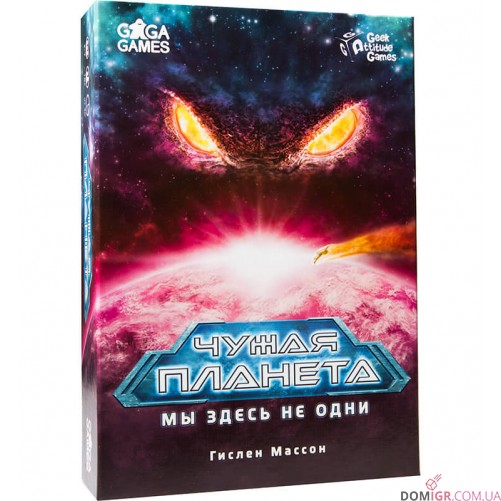 GAGA
GAMES
Geek
Attitude
Games
ЧУЖАЯ
ПЛАНЕТА
МЫ ЗДЕСЬ НЕ ОДНИ
Гислен Массон
DOMIGR.COM.UA